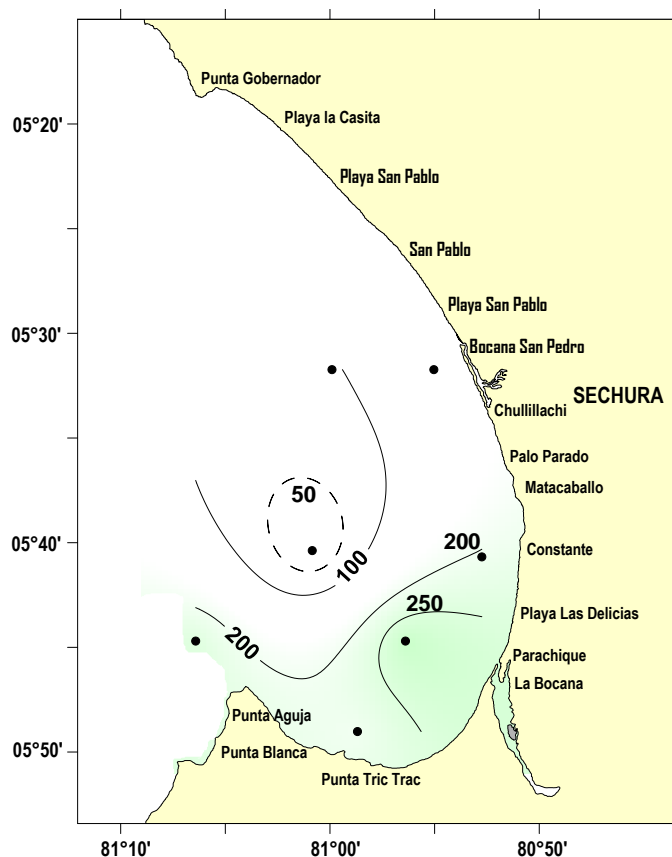 Punta Gobernador
05°20'
Playa la Casita
Playa San Pablo
San Pablo
Playa San Pablo
05°30'
Bocana San Pedro
SECHURA
Chullillachi
Palo Parado
Matacaballo
50
05°40'
200
Constante
100
250
Playa Las Delicias
200
Parachique
La Bocana
Punta Aguja
05°50'
Punta Blanca
Punta Tric Trac
81°10'
81°00'
80°50'